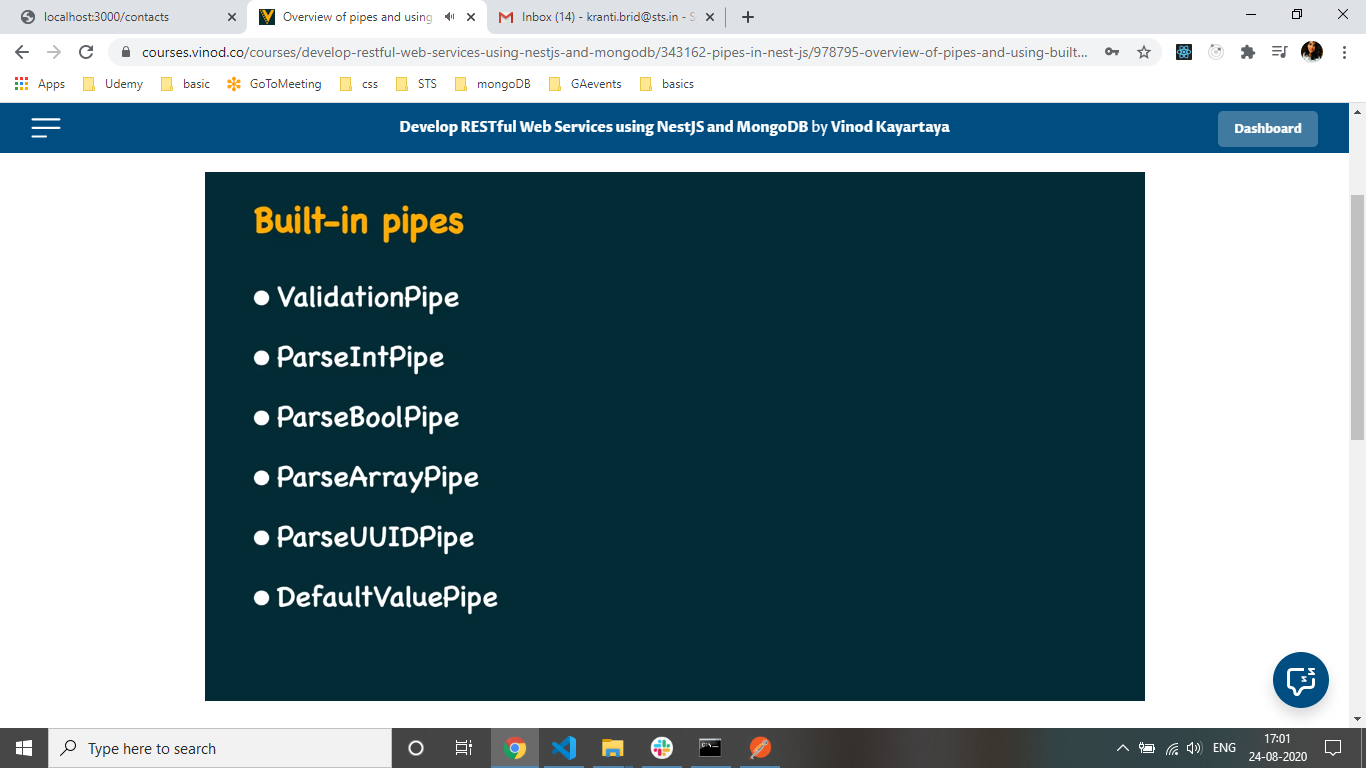 localhost:3000/contacts
Overview of pipes and using
Inbox (14) - kranti.brid@sts.in - S
courses.vinod.co/courses/develop-restful-web-services-using-nestjs-and-mongodb/343162-pipes-in-nest-js/978795-overview-of-pipes-and-using-built...
Apps Udemy basic GoToMeeting css STS mongoDB GAevents basics
Develop RESTful Web Services using NestJS and MongoDB by Vinod Kayartaya
Dashboard
Built-in pipes
● ValidationPipe
● ParseIntPipe
● ParseBoolPipe
● ParseArrayPipe
● ParseUUIDPipe
● DefaultValuePipe
Type here to search
ENG
17:01
24-08-2020